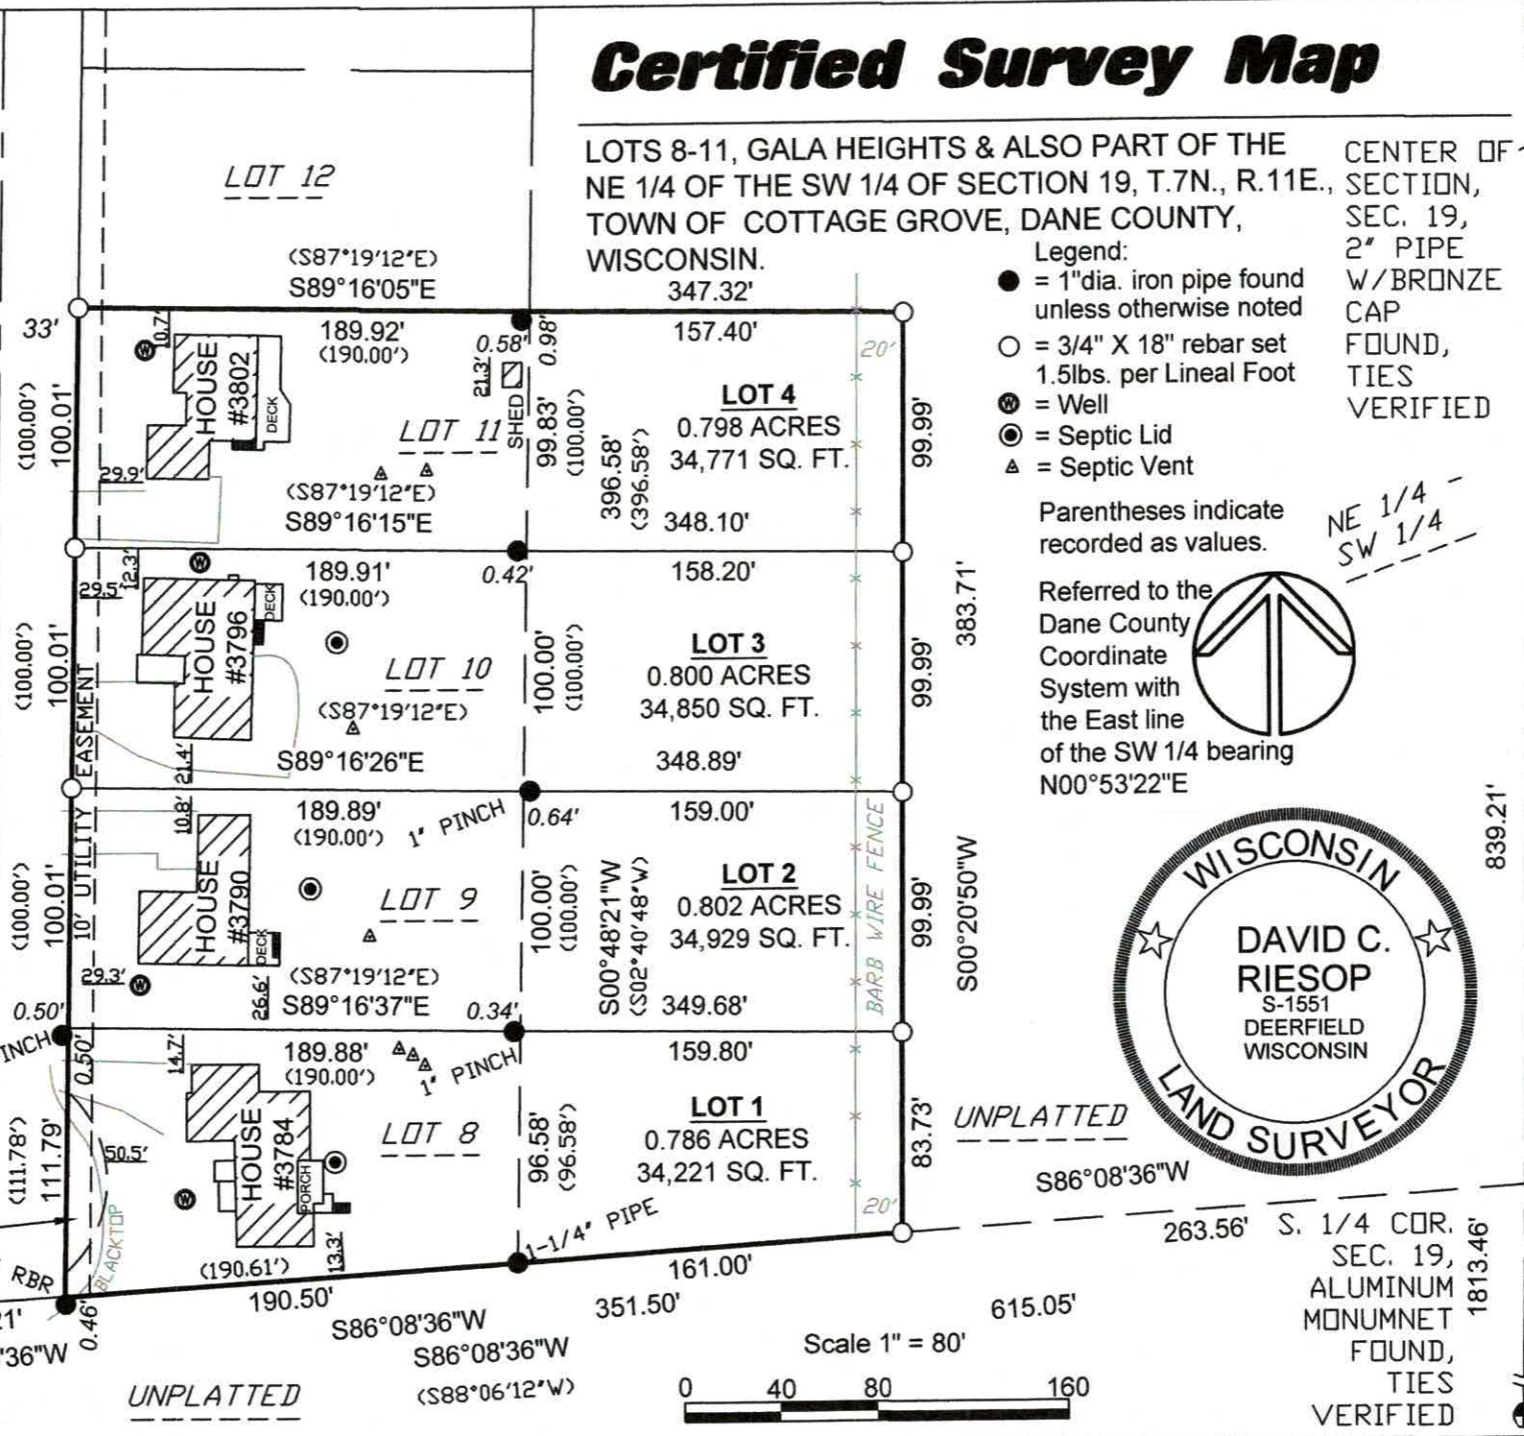 Certified Survey Map
LOTS 8-11, GALA HEIGHTS & ALSO PART OF THE
NE 1/4 OF THE SW 1/4 OF SECTION 19, T.7N., R.11E.,
TOWN OF COTTAGE GROVE, DANE COUNTY,
WISCONSIN.
CENTER OF
SECTION,
SEC. 19,
2" PIPE
W/BRONZE
CAP
FOUND,
TIES
VERIFIED
Legend:
= 1"dia. iron pipe found
unless otherwise noted
= 3/4" X 18" rebar set
1.5lbs. per Lineal Foot
W = Well
= Septic Lid
= Septic Vent
Parentheses indicate
recorded as values.
NE 1/4
SW 1/4
Referred to the
Dane County
Coordinate
System with
the East line
of the SW 1/4 bearing
N00°53'22"E
LOT 12
(S87°19'12"E)
S89°16'05"E
347.32'
33'
10.7'
189.92'
(190.00')
0.58'
0.98'
157.40'
20'
W
HOUSE
#3802
DECK
21.3'
SHED
LOT 11
(100.00')
100.01'
99.83'
(100.00')
396.58'
(396.58')
LOT 4
0.798 ACRES
34,771 SQ. FT.
99.99'
29.9'
(S87°19'12"E)
S89°16'15"E
348.10'
12.3'
W
189.91'
(190.00')
0.42'
158.20'
29.5'
HOUSE
#3796
DECK
LOT 10
(100.00')
100.01'
100.00'
(100.00')
LOT 3
0.800 ACRES
34,850 SQ. FT.
99.99'
383.71'
(S87°19'12"E)
S89°16'26"E
348.89'
21.4'
10' UTILITY EASEMENT
10.8'
189.89'
(190.00')
1" PINCH
0.64'
159.00'
HOUSE
#3790
DECK
LOT 9
(100.00')
100.01'
100.00'
(100.00')
S00°48'21"W
(S02°40'48"W)
LOT 2
0.802 ACRES
34,929 SQ. FT.
BARB WIRE FENCE
99.99'
S00°20'50"W
839.21'
29.3'
W
26.6'
(S87°19'12"E)
S89°16'37"E
0.34'
349.68'
0.50'
INCH
0.50'
14.7'
189.88'
(190.00')
1" PINCH
159.80'
HOUSE
#3784
PORCH
LOT 8
(111.78')
111.79'
50.5'
W
96.58'
(96.58')
LOT 1
0.786 ACRES
34,221 SQ. FT.
83.73'
20'
UNPLATTED
S86°08'36"W
263.56'
WISCONSIN
DAVID C.
RIESOP
S-1551
DEERFIELD
WISCONSIN
LAND SURVEYOR
BLACKTOP
RBR
(190.61')
13.3'
1-1/4" PIPE
161.00'
190.50'
S86°08'36"W
351.50'
615.05'
21'
'36"W
0.46'
S86°08'36"W
(S88°06'12"W)
UNPLATTED
Scale 1" = 80'
0 40 80 160
S. 1/4 COR.
SEC. 19,
ALUMINUM
MONUMNET
FOUND,
TIES
VERIFIED
1813.46'